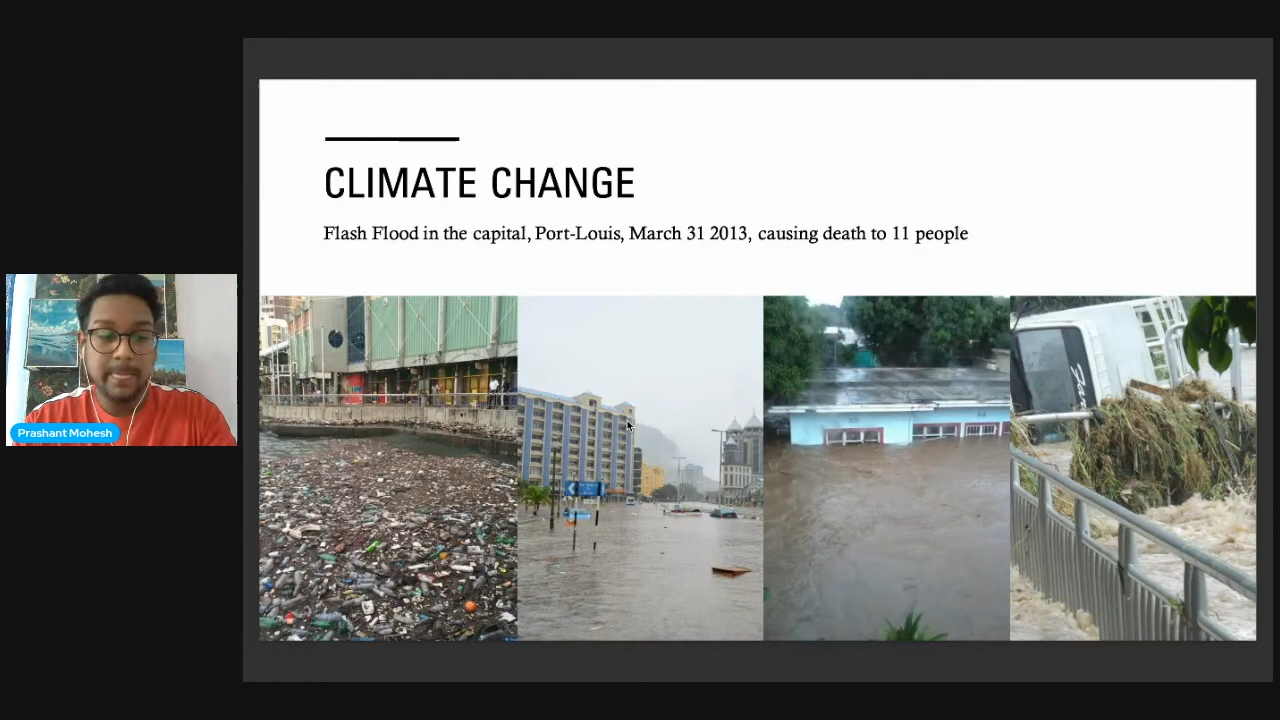 CLIMATE CHANGE
Flash Flood in the capital, Port-Louis, March 31 2013, causing death to 11 people
Prashant Mohesh